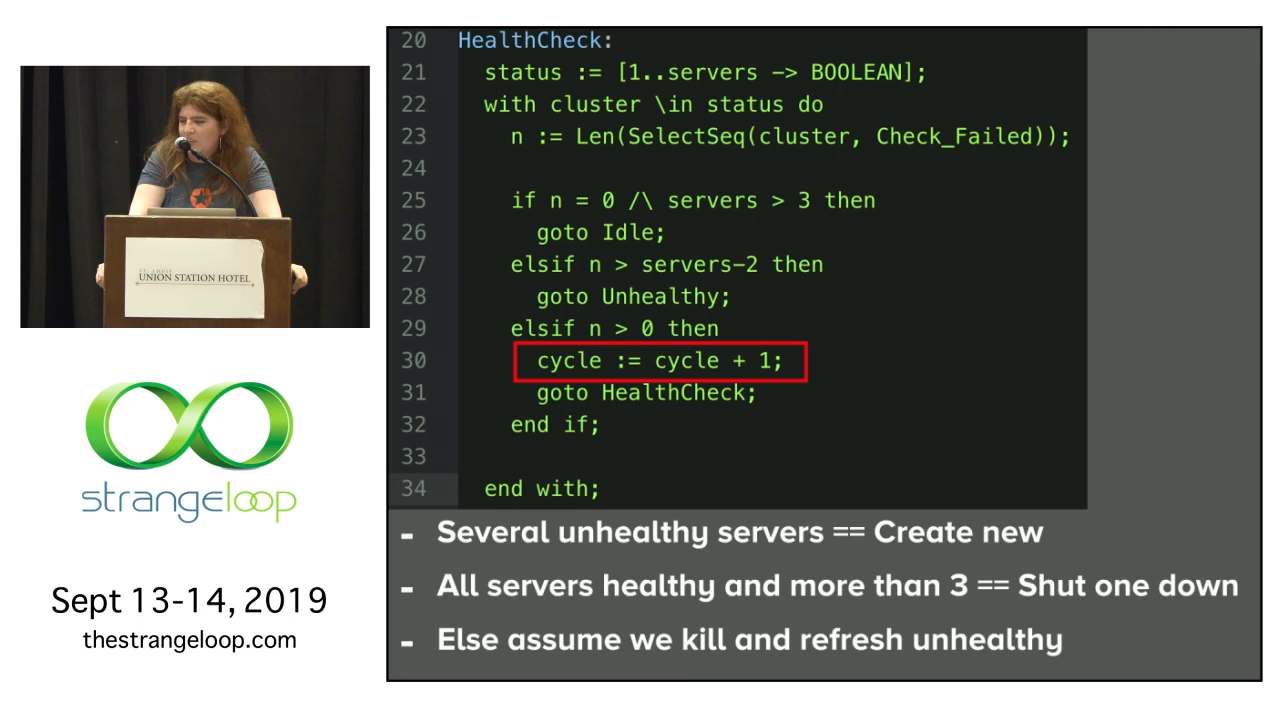 ST. LOUIS
UNION STATION HOTEL
strangeloop
Sept 13-14, 2019
thestrangeloop.com
20 HealthCheck:
21 status := [1..servers -> BOOLEAN];
22 with cluster \in status do
23 n := Len(SelectSeq(cluster, Check_Failed));
24
25 if n = 0 /\ servers > 3 then
26 goto Idle;
27 elsif n > servers-2 then
28 goto Unhealthy;
29 elsif n > 0 then
30 cycle := cycle + 1;
31 goto HealthCheck;
32 end if;
33
34 end with;
- Several unhealthy servers == Create new
- All servers healthy and more than 3 == Shut one down
- Else assume we kill and refresh unhealthy